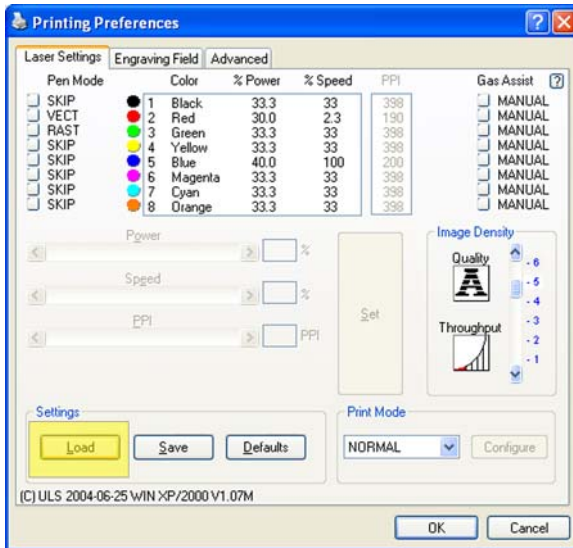 Printing Preferences
Laser Settings Engraving Field Advanced
Pen Mode Color % Power % Speed PPI Gas Assist
SKIP 1 Black 33.3 33 398 MANUAL
VECT 2 Red 30.0 2.3 190 MANUAL
RAST 3 Green 33.3 33 398 MANUAL
SKIP 4 Yellow 33.3 33 398 MANUAL
SKIP 5 Blue 40.0 100 200 MANUAL
SKIP 6 Magenta 33.3 33 398 MANUAL
SKIP 7 Cyan 33.3 33 398 MANUAL
SKIP 8 Orange 33.3 33 398 MANUAL
Power
%
Speed
%
PPI
PPI
Set
Image Density
Quality
A
Throughput
- 6
- 5
- 4
- 3
- 2
- 1
Settings
Load Save Defaults
Print Mode
NORMAL Configure
(C) ULS 2004-06-25 WIN XP/2000 V1.07M
OK Cancel